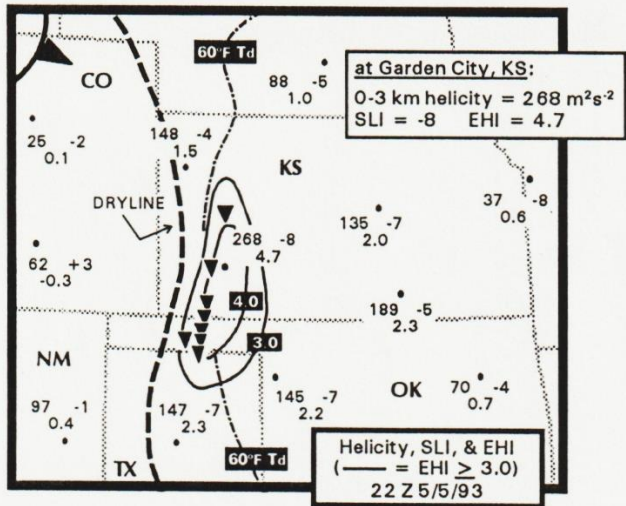 60°F Td
CO
88 -5
1.0
at Garden City, KS:
0-3 km helicity = 268 m²s⁻²
SLI = -8 EHI = 4.7
25 -2
0.1
148 -4
1.5
KS
DRYLINE
37 -8
0.6
135 -7
2.0
268 -8
4.7
62 +3
-0.3
4.0
189 -5
2.3
3.0
NM
OK
97 -1
0.4
147 -7
2.3
145 -7
2.2
70 -4
0.7
TX
60°F Td
Helicity, SLI, & EHI
( —— = EHI ≥ 3.0)
22 Z 5/5/93